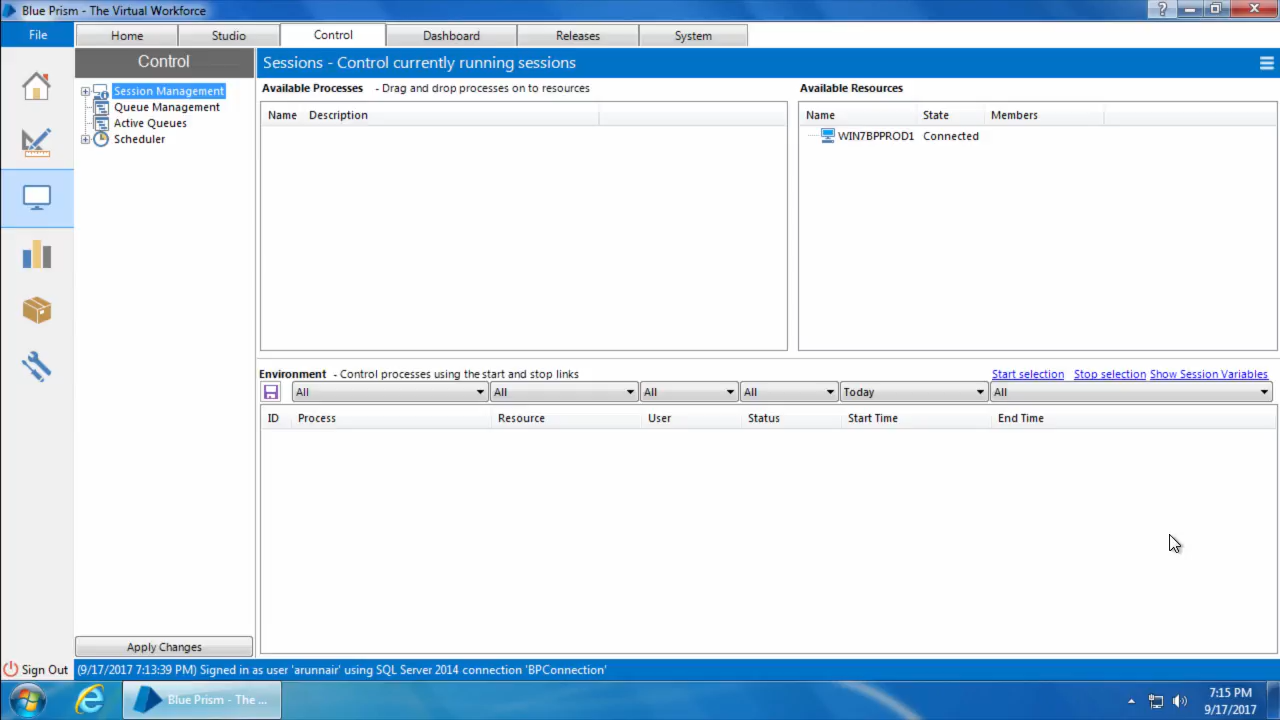 Blue Prism - The Virtual Workforce
File
Home
Studio
Control
Dashboard
Releases
System
Control
Session Management
Queue Management
Active Queues
Scheduler
Apply Changes
Sessions - Control currently running sessions
Available Processes - Drag and drop processes on to resources
Name Description
Available Resources
Name State Members
WIN7BPPROD1 Connected
Environment - Control processes using the start and stop links
Start selection Stop selection Show Session Variables
All All All All Today All
ID Process Resource User Status Start Time End Time
Sign Out (9/17/2017 7:13:39 PM) Signed in as user 'arunnair' using SQL Server 2014 connection 'BPConnection'
Blue Prism - The ...
7:15 PM
9/17/2017